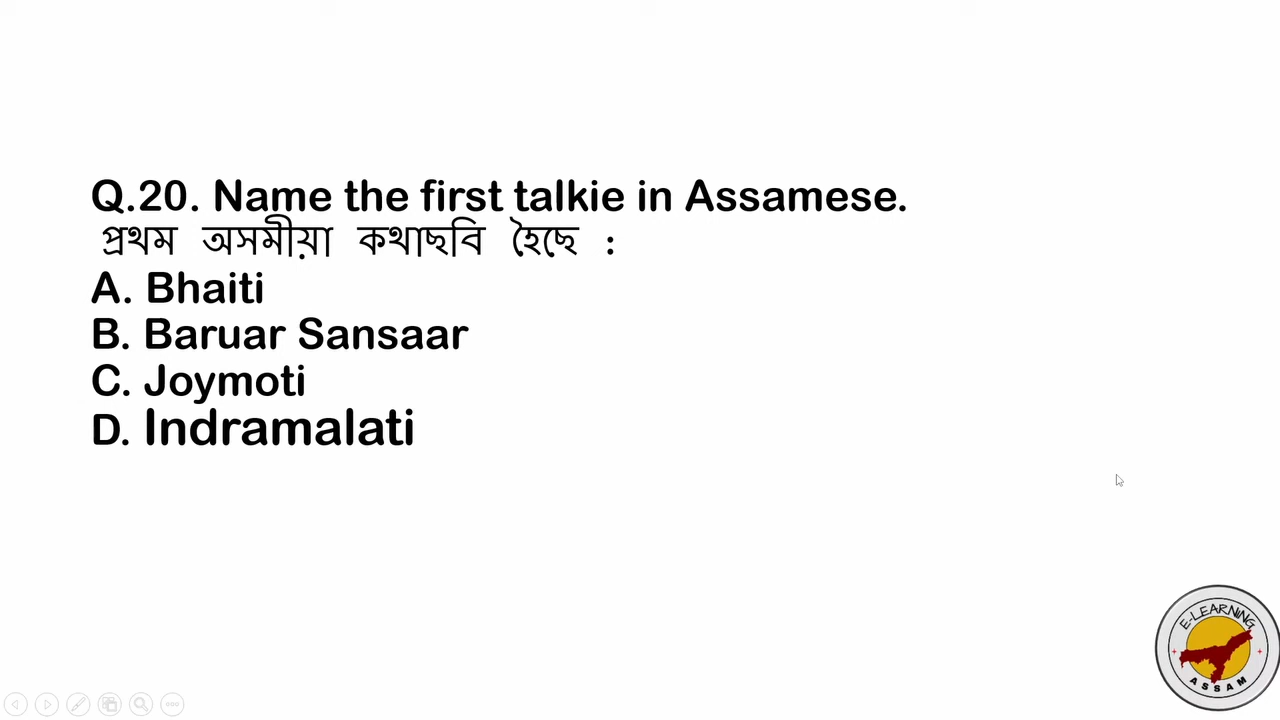 Q.20. Name the first talkie in Assamese.
প্ৰথম অসমীয়া কথাছবি হৈছে :
A. Bhaiti
B. Baruar Sansaar
C. Joymoti
D. Indramalati
E-LEARNING
ASSAM